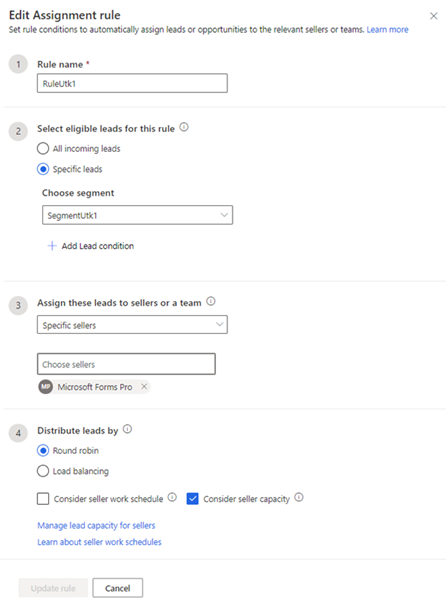 Edit Assignment rule
Set rule conditions to automatically assign leads or opportunities to the relevant sellers or teams. Learn more
1 Rule name *
RuleUtk1
2 Select eligible leads for this rule
All incoming leads
Specific leads
Choose segment
SegmentUtk1
+ Add Lead condition
3 Assign these leads to sellers or a team
Specific sellers
Choose sellers
MP Microsoft Forms Pro
4 Distribute leads by
Round robin
Load balancing
Consider seller work schedule Consider seller capacity
Manage lead capacity for sellers
Learn about seller work schedules
Update rule Cancel